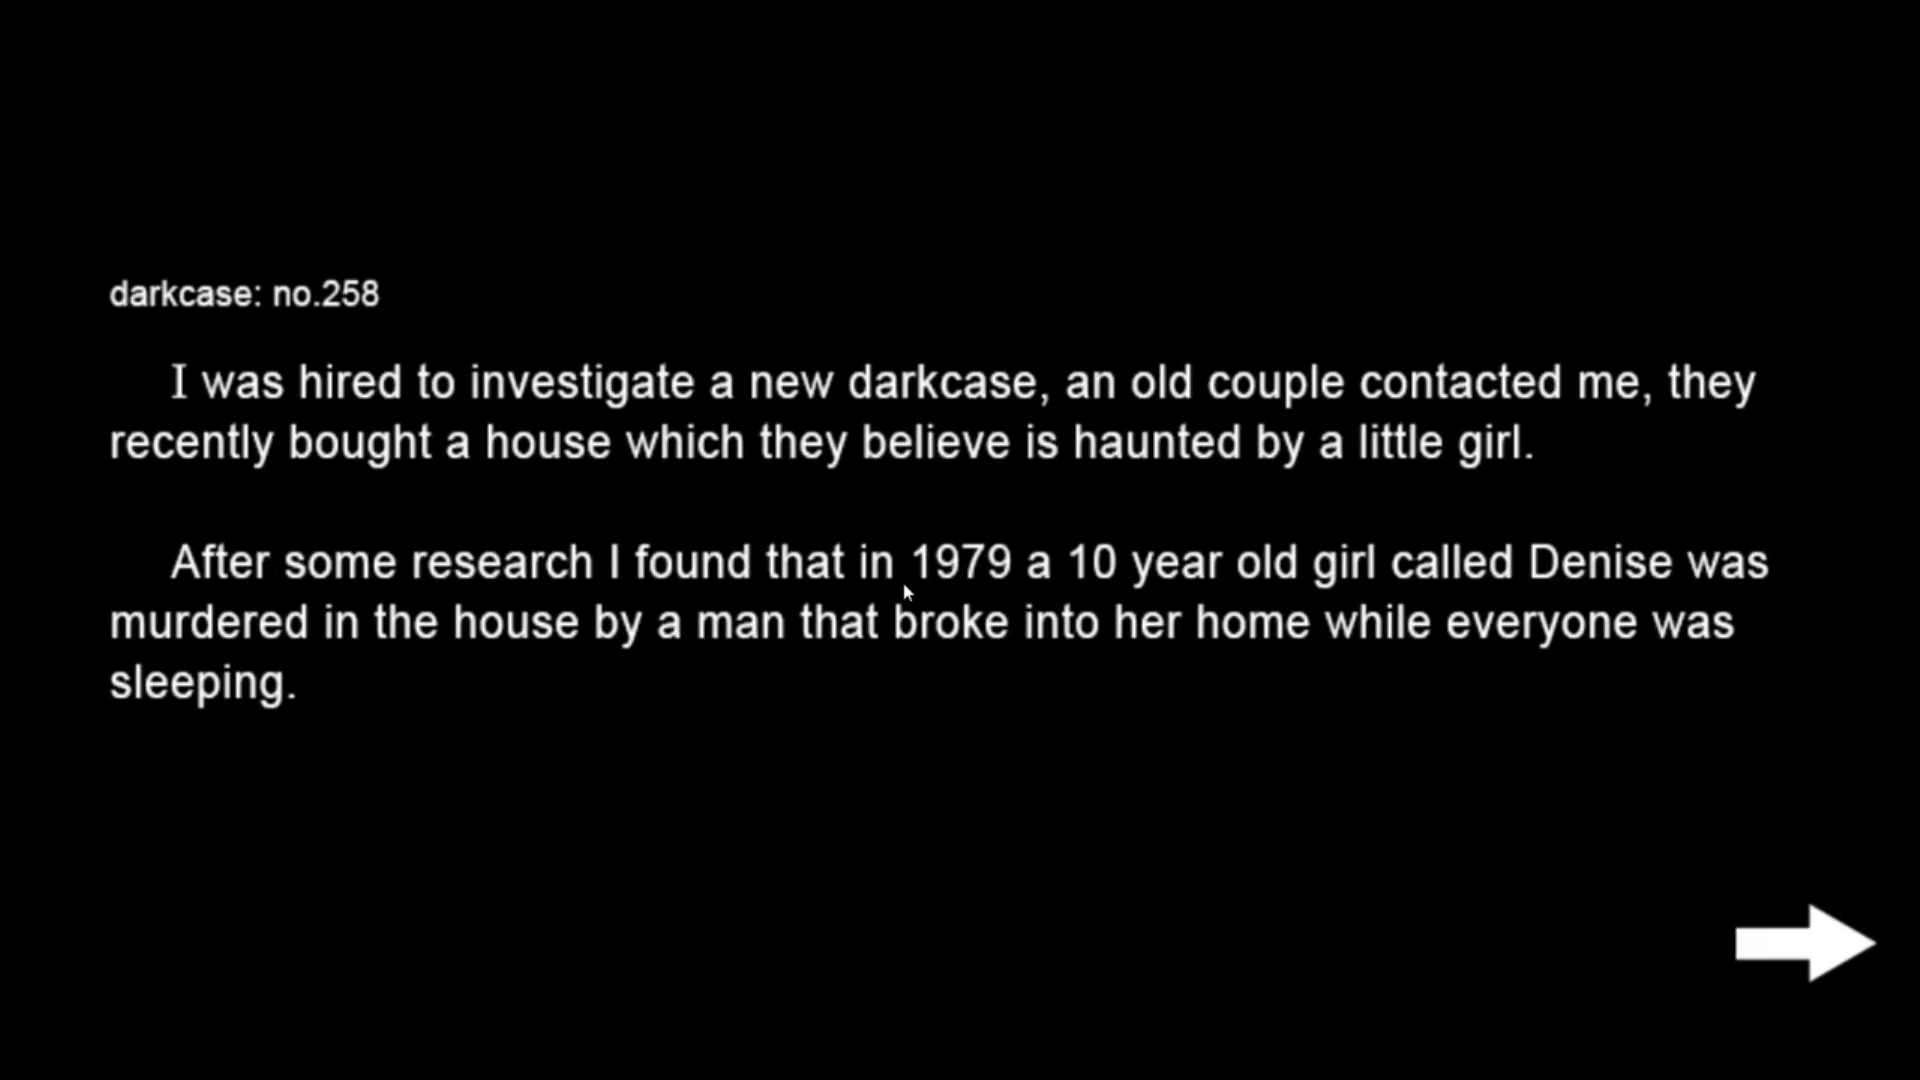 darkcase: no.258
I was hired to investigate a new darkcase, an old couple contacted me, they
recently bought a house which they believe is haunted by a little girl.
After some research I found that in 1979 a 10 year old girl called Denise was
murdered in the house by a man that broke into her home while everyone was
sleeping.